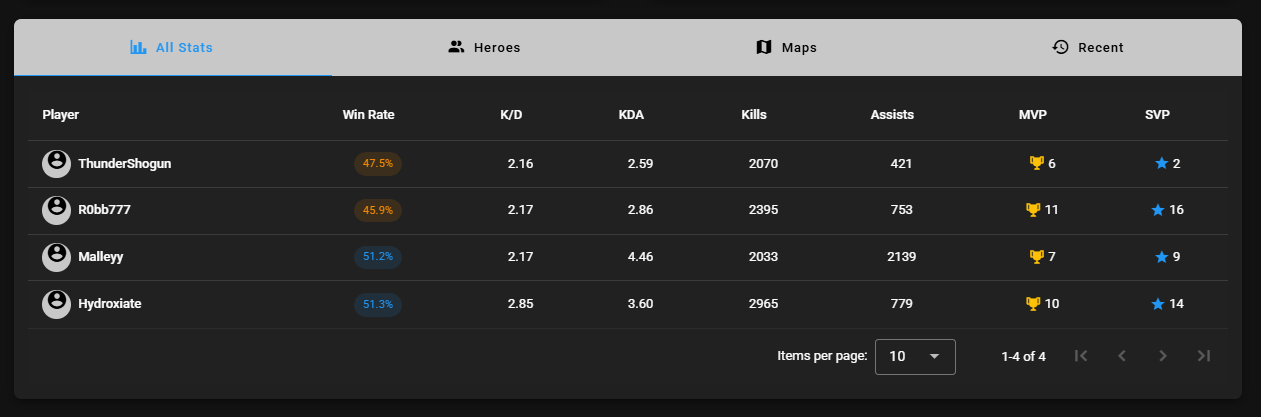 All Stats Heroes Maps Recent
Player Win Rate K/D KDA Kills Assists MVP SVP
ThunderShogun 47.5% 2.16 2.59 2070 421 6 2
R0bb777 45.9% 2.17 2.86 2395 753 11 16
Malleyy 51.2% 2.17 4.46 2033 2139 7 9
Hydroxiate 51.3% 2.85 3.60 2965 779 10 14
Items per page: 10 1-4 of 4